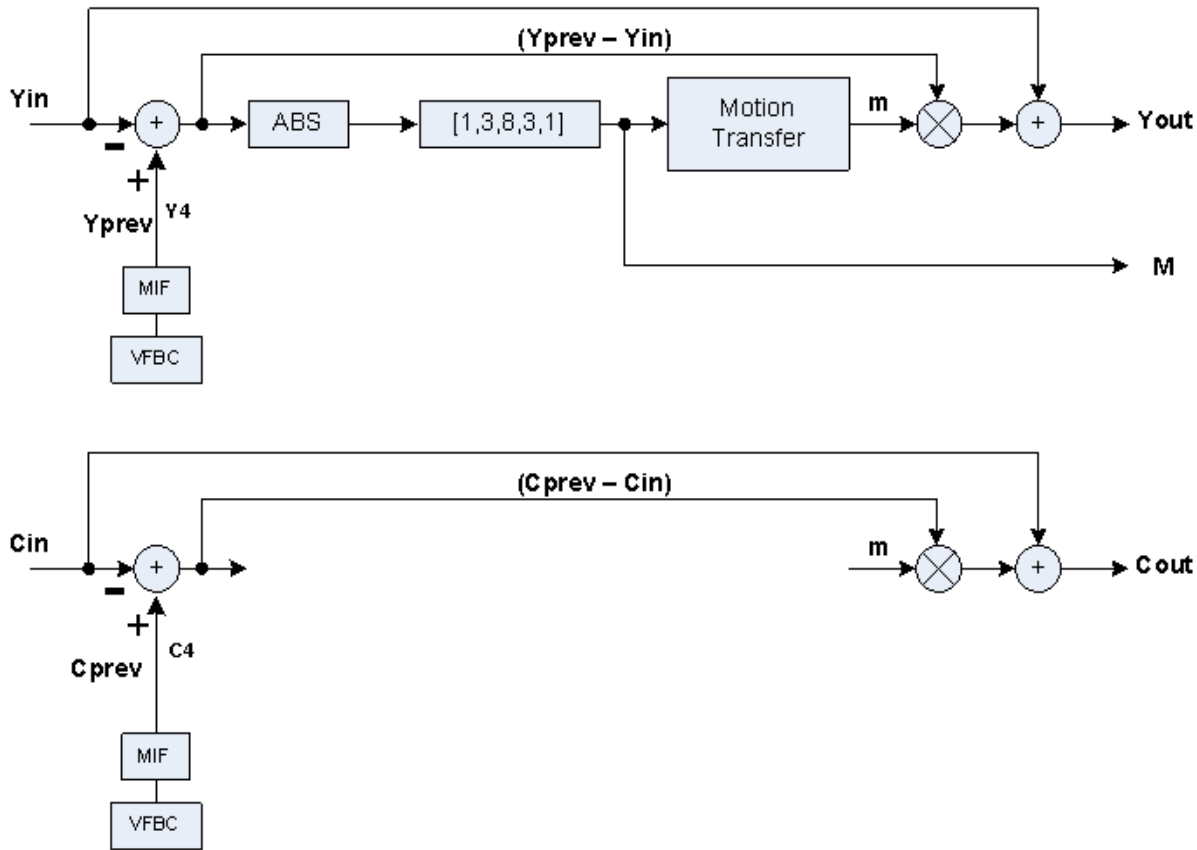 (Yprev – Yin)
Yin
+
ABS
[1,3,8,3,1]
Motion
Transfer
m
+
Yout
-
+
Yprev
Y4
M
MIF
VFBC
(Cprev – Cin)
Cin
+
m
+
Cout
-
+
Cprev
C4
MIF
VFBC